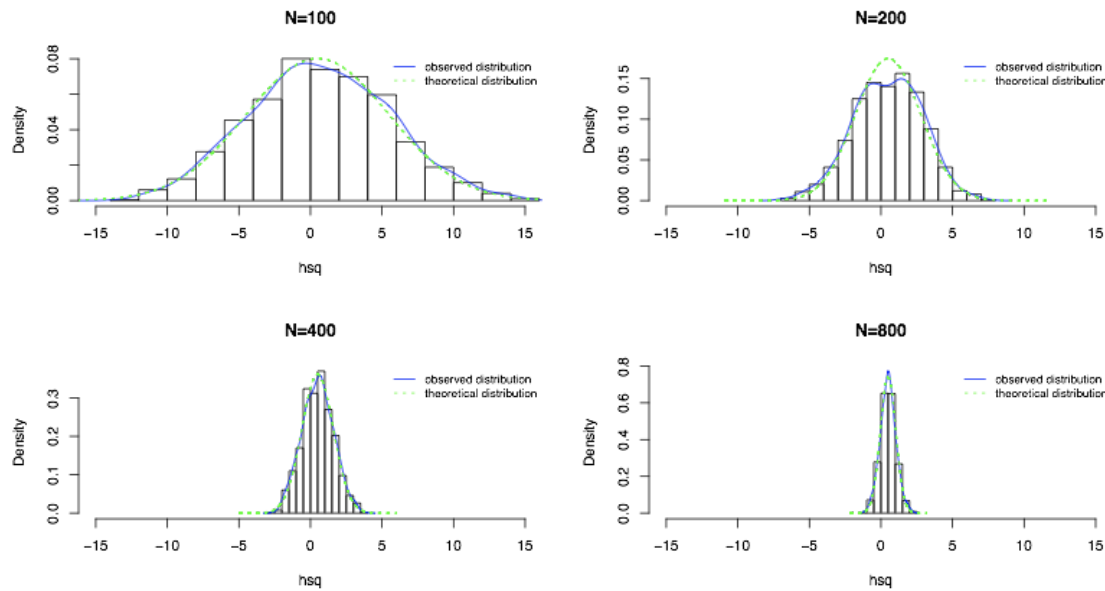 N=100
observed distribution
theoretical distribution
Density
0.00 0.04 0.08
−15 −10 −5 0 5 10 15
hsq
N=200
observed distribution
theoretical distribution
Density
0.00 0.05 0.10 0.15
−15 −10 −5 0 5 10 15
hsq
N=400
observed distribution
theoretical distribution
Density
0.0 0.1 0.2 0.3
−15 −10 −5 0 5 10 15
hsq
N=800
observed distribution
theoretical distribution
Density
0.0 0.2 0.4 0.6 0.8
−15 −10 −5 0 5 10 15
hsq